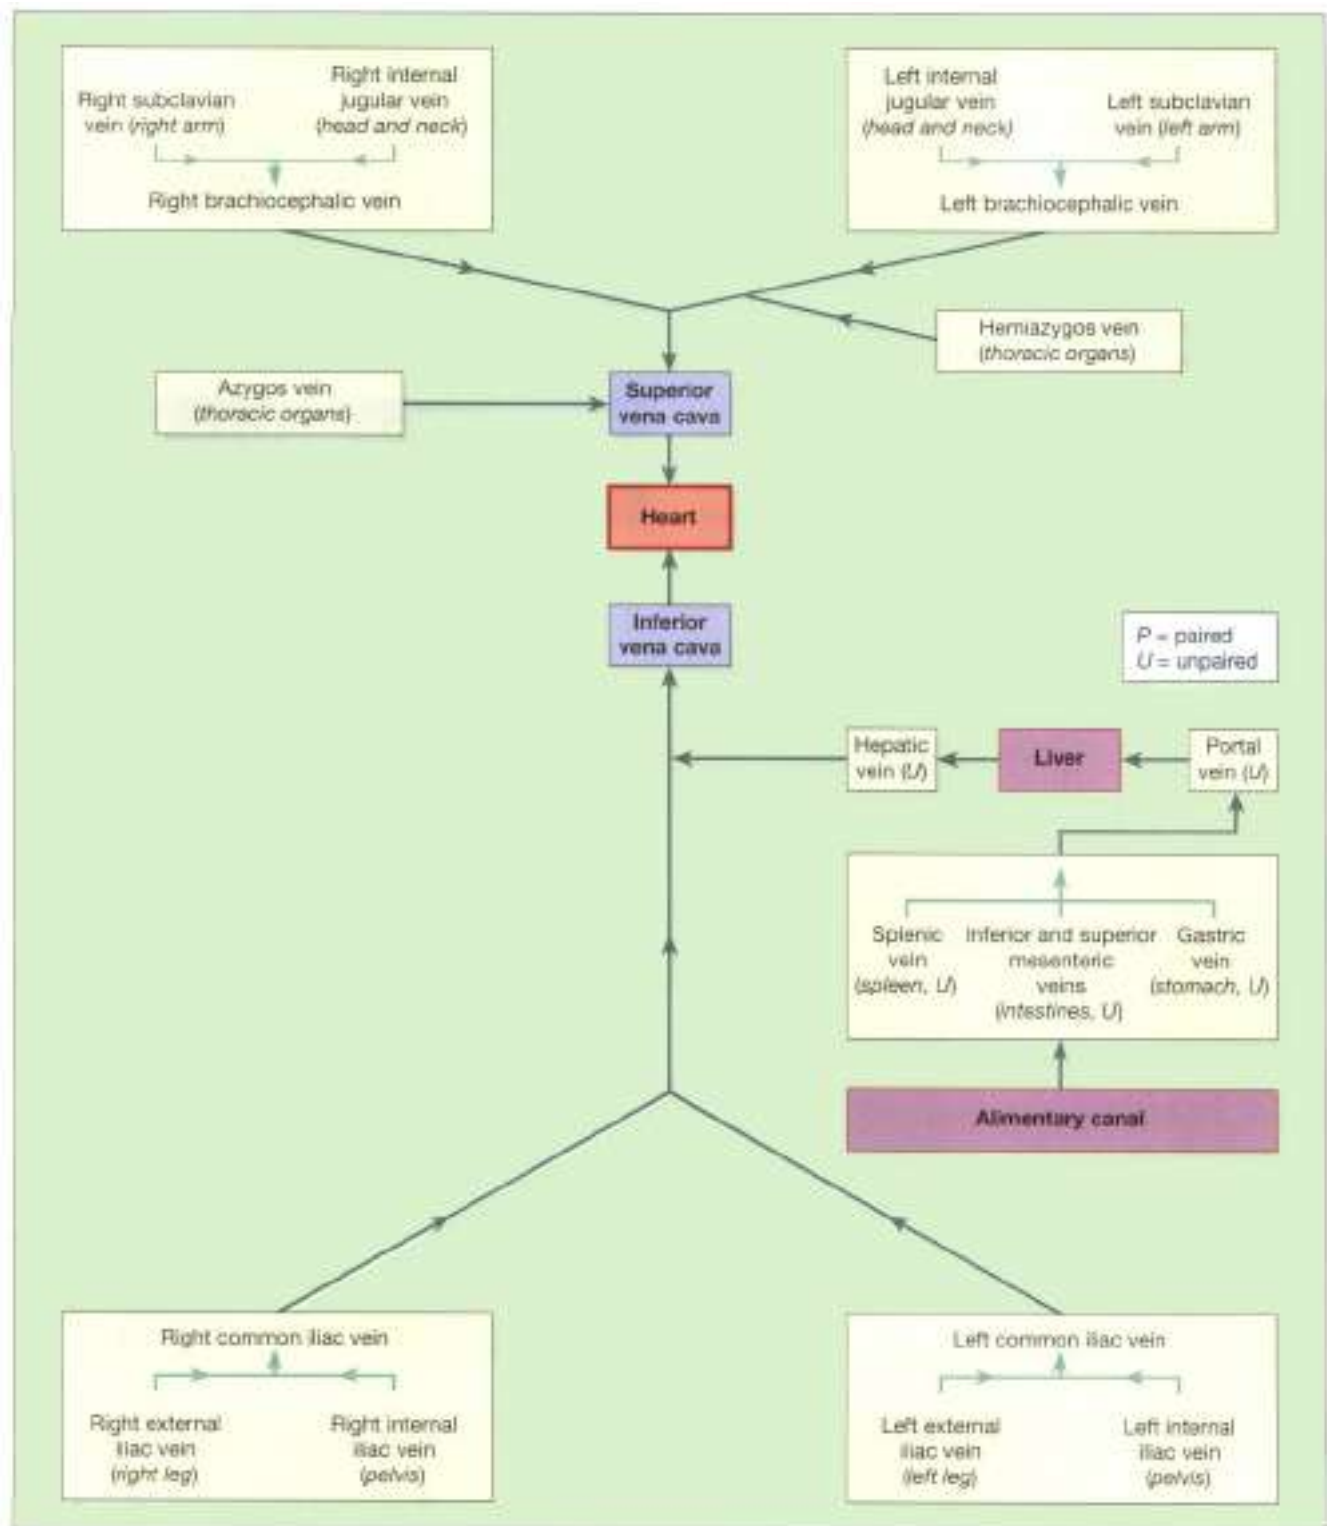 Right subclavian
vein (right arm)
Right internal
jugular vein
(head and neck)
Right brachiocephalic vein
Left internal
jugular vein
(head and neck)
Left subclavian
vein (left arm)
Left brachiocephalic vein
Hemiazygos vein
(thoracic organs)
Azygos vein
(thoracic organs)
Superior
vena cava
Heart
Inferior
vena cava
P = paired
U = unpaired
Hepatic
vein (U)
Liver
Portal
vein (U)
Splenic
vein
(spleen, U)
Inferior and superior
mesenteric
veins
(intestines, U)
Gastric
vein
(stomach, U)
Alimentary canal
Right common iliac vein
Right external
iliac vein
(right leg)
Right internal
iliac vein
(pelvis)
Left common iliac vein
Left external
iliac vein
(left leg)
Left internal
iliac vein
(pelvis)